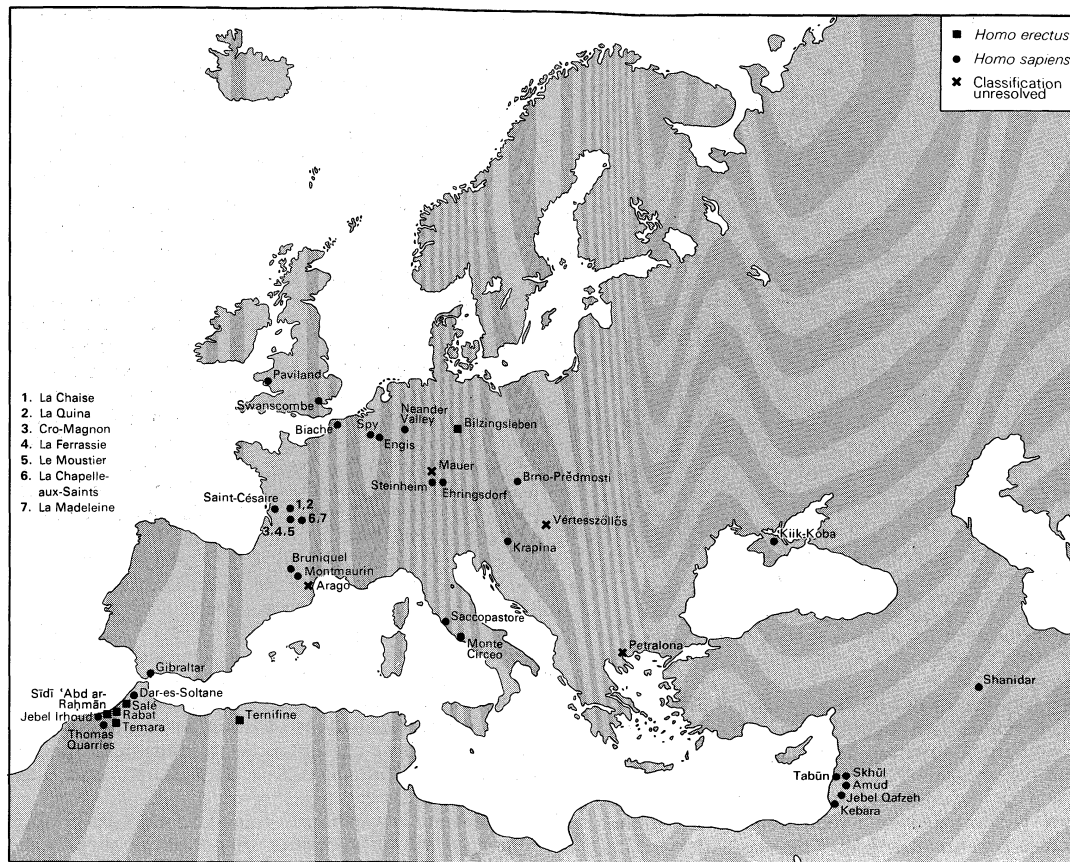 Homo erectus
Homo sapiens
Classification
unresolved
1. La Chaise
2. La Quina
3. Cro-Magnon
4. La Ferrassie
5. Le Moustier
6. La Chapelle-
aux-Saints
7. La Madeleine
Paviland
Swanscombe
Biache
Spy
Engis
Neander
Valley
Bilzingsleben
Mauer
Steinheim
Ehringsdorf
Brno-Prědmosti
Saint-Césaire
1,2
6,7
3,4,5
Vértesszöllős
Krapina
Kiik-Koba
Bruniquel
Montmaurin
Arago
Saccopastore
Monte
Circeo
Petralona
Gibraltar
Dar-es-Soltane
Sīdī ʿAbd ar-
Raḥmān
Salé
Jebel Irhoud
Rabat
Temara
Thomas
Quarries
Ternifine
Shanidar
Tabūn
Skhūl
Amud
Jebel Qafzeh
Kebara